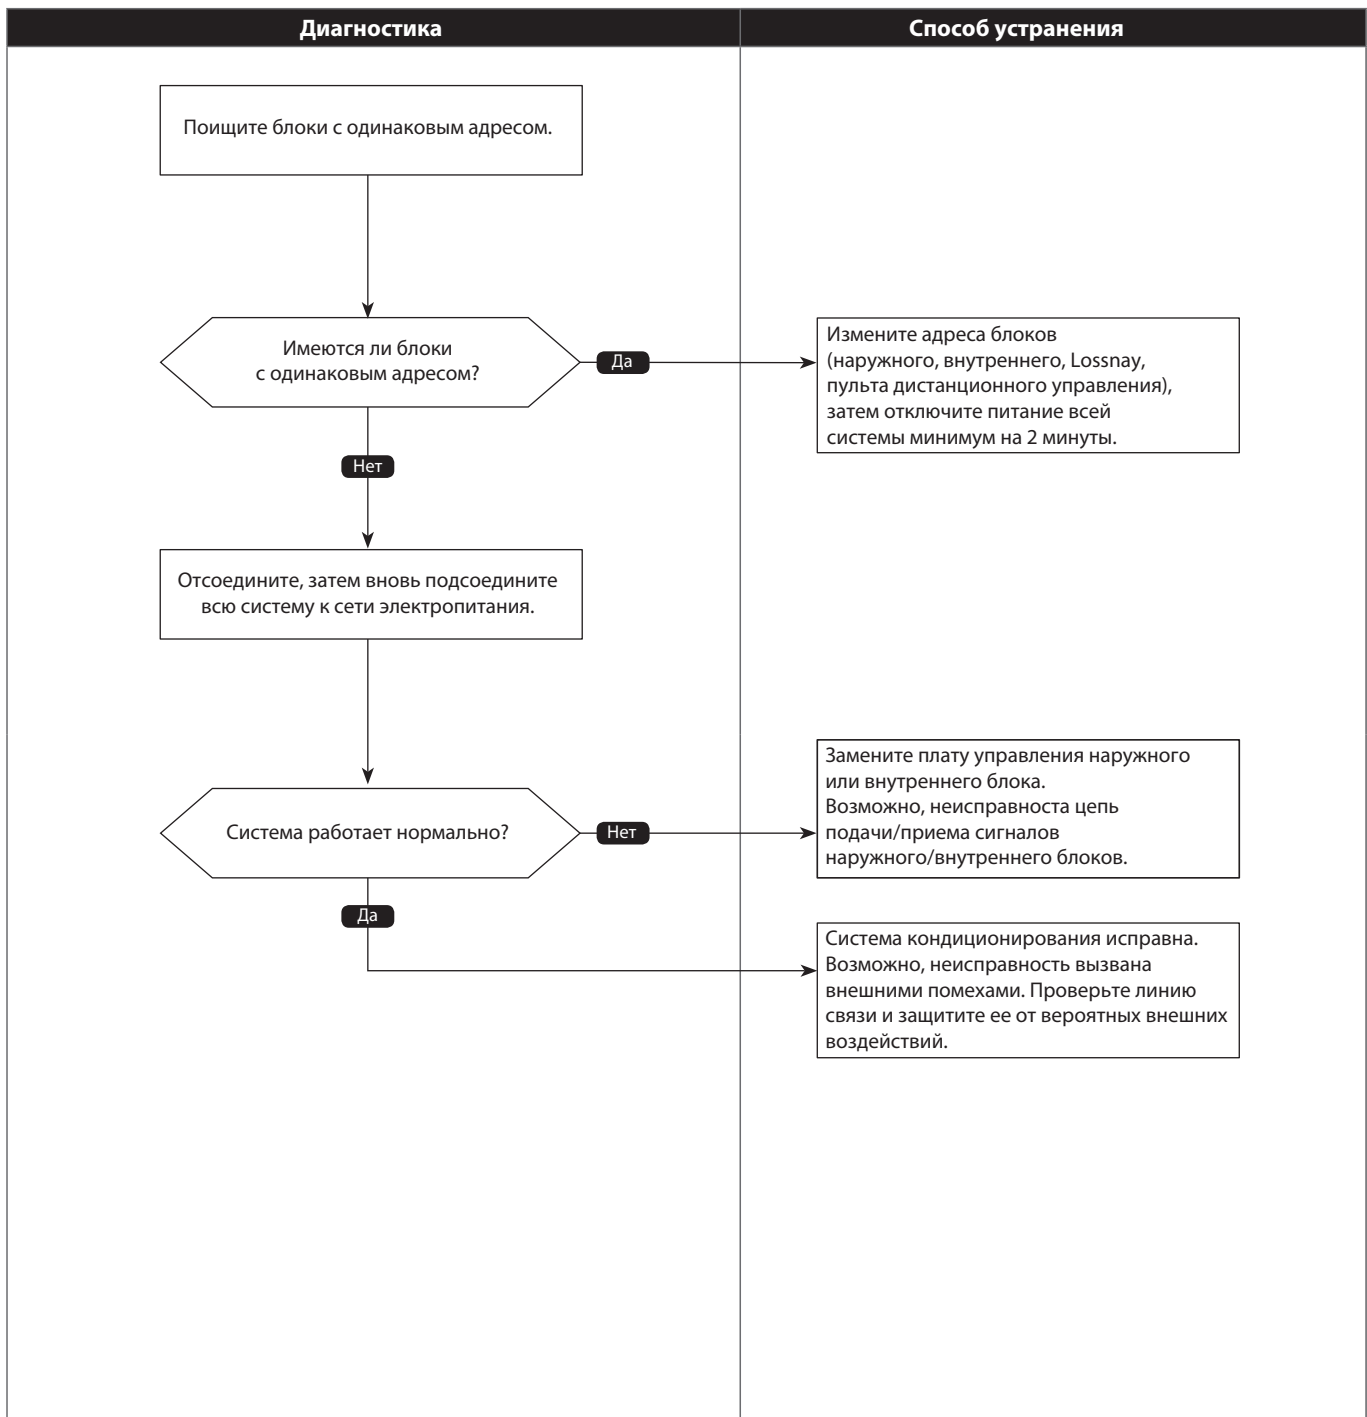 Диагностика
Способ устранения
Поищите блоки с одинаковым адресом.
Имеются ли блоки
с одинаковым адресом?
Да
Измените адреса блоков
(наружного, внутреннего, Lossnay,
пульта дистанционного управления),
затем отключите питание всей
системы минимум на 2 минуты.
Нет
Отсоедините, затем вновь подсоедините
всю систему к сети электропитания.
Система работает нормально?
Нет
Замените плату управления наружного
или внутреннего блока.
Возможно, неисправноста цепь
подачи/приема сигналов
наружного/внутреннего блоков.
Да
Система кондиционирования исправна.
Возможно, неисправность вызвана
внешними помехами. Проверьте линию
связи и защитите ее от вероятных внешних
воздействий.